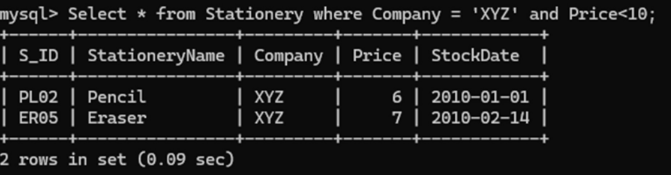 mysql> Select * from Stationery where Company = 'XYZ' and Price<10;
+------+----------------+---------+-------+------------+
| S_ID | StationeryName | Company | Price | StockDate  |
+------+----------------+---------+-------+------------+
| PL02 | Pencil         | XYZ     |     6 | 2010-01-01 |
| ER05 | Eraser         | XYZ     |     7 | 2010-02-14 |
+------+----------------+---------+-------+------------+
2 rows in set (0.09 sec)